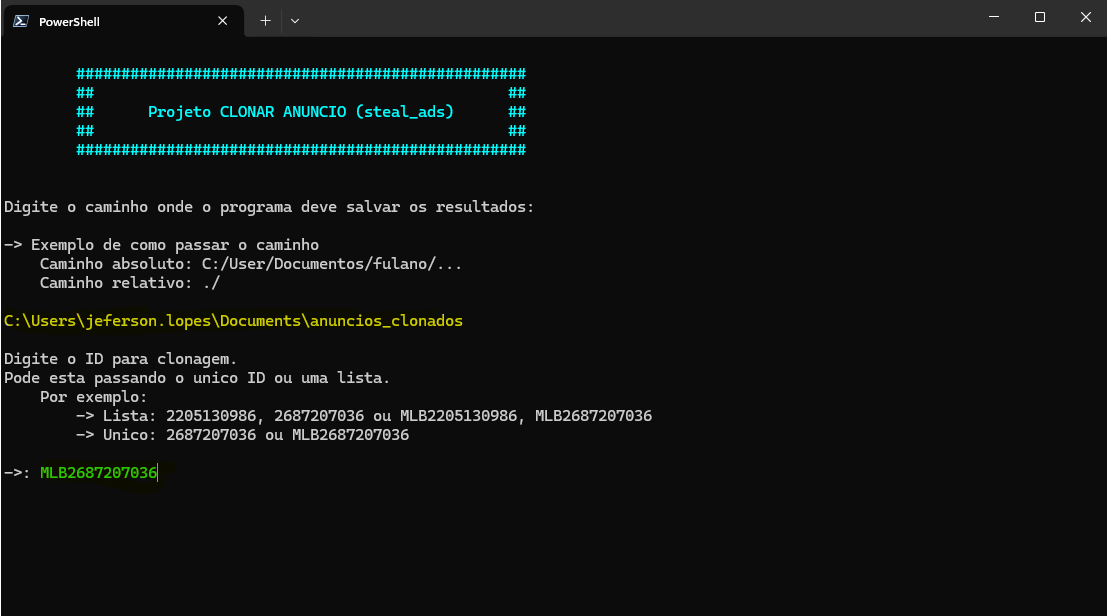 PowerShell
##################################################
## ##
## Projeto CLONAR ANUNCIO (steal_ads) ##
## ##
##################################################
Digite o caminho onde o programa deve salvar os resultados:
—> Exemplo de como passar o caminho
Caminho absoluto: C:/User/Documentos/fulano/...
Caminho relativo: ./
C:\Users\jeferson.lopes\Documents\anuncios_clonados
Digite o ID para clonagem.
Pode esta passando o unico ID ou uma lista.
Por exemplo:
—> Lista: 2205130986, 2687207036 ou MLB2205130986, MLB2687207036
—> Unico: 2687207036 ou MLB2687207036
—>: MLB2687207036